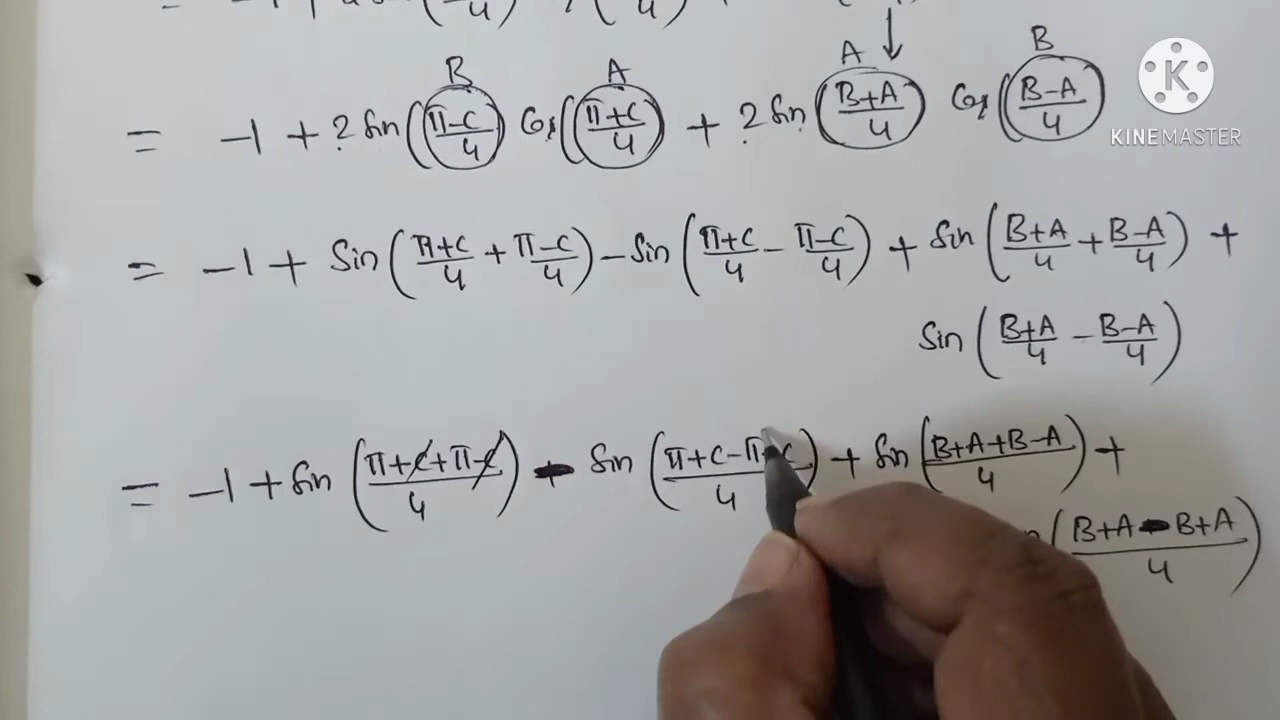 = -1 + 2 Sin(π-C/4) Cos(π+C/4) + 2 Sin(B+A/4) Cos(B-A/4)
B A A B
KINEMASTER
= -1 + Sin(π+C/4 + π-C/4) - Sin(π+C/4 - π-C/4) + Sin(B+A/4 + B-A/4) +
Sin(B+A/4 - B-A/4)
= -1 + Sin(π+C+π-C/4) - Sin(π+C-π+C/4) + Sin(B+A+B-A/4) +
(B+A-B+A/4)